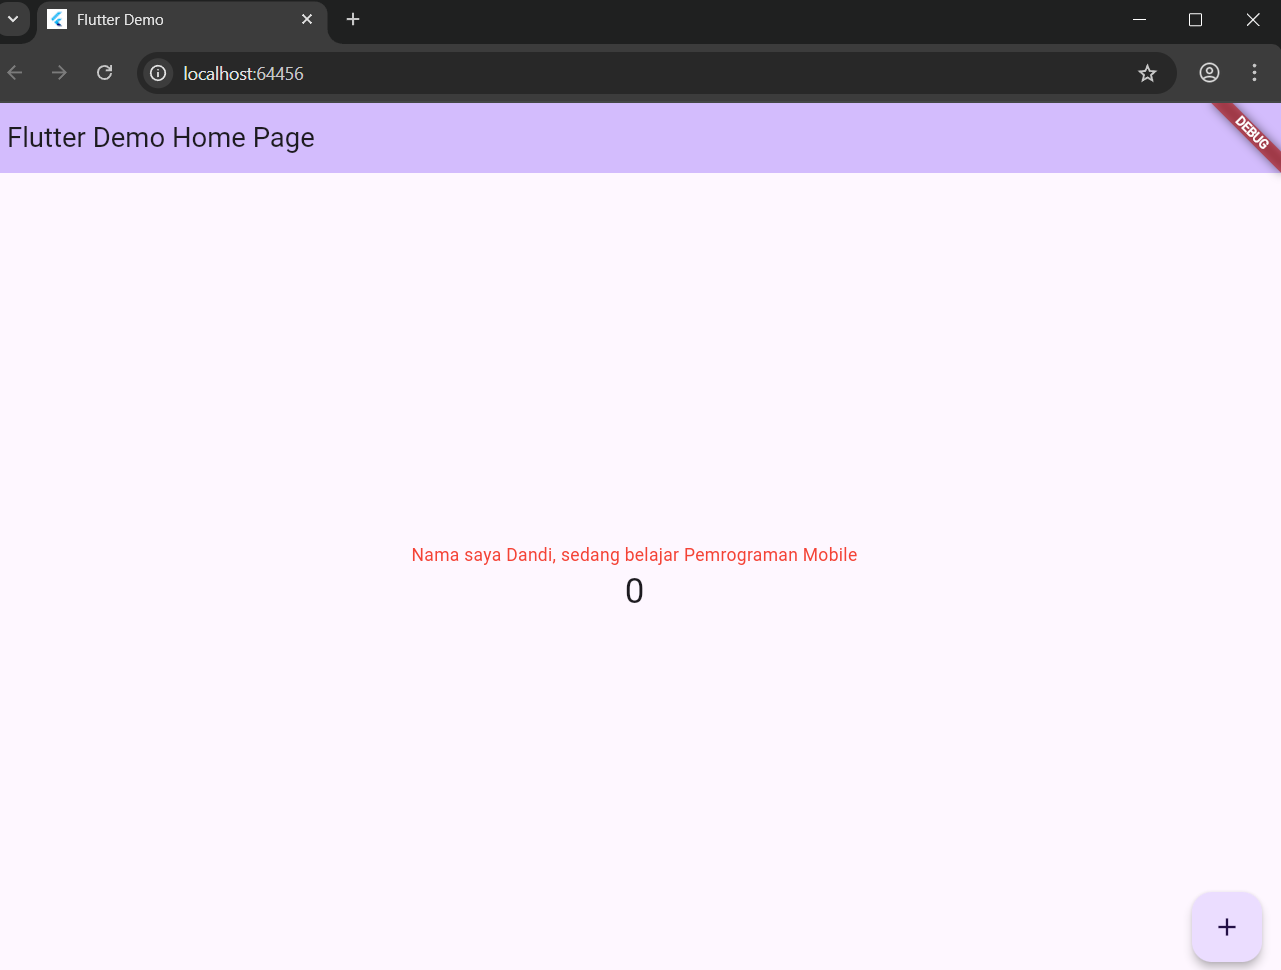 Flutter Demo
localhost:64456
Flutter Demo Home Page
DEBUG
Nama saya Dandi, sedang belajar Pemrograman Mobile
0